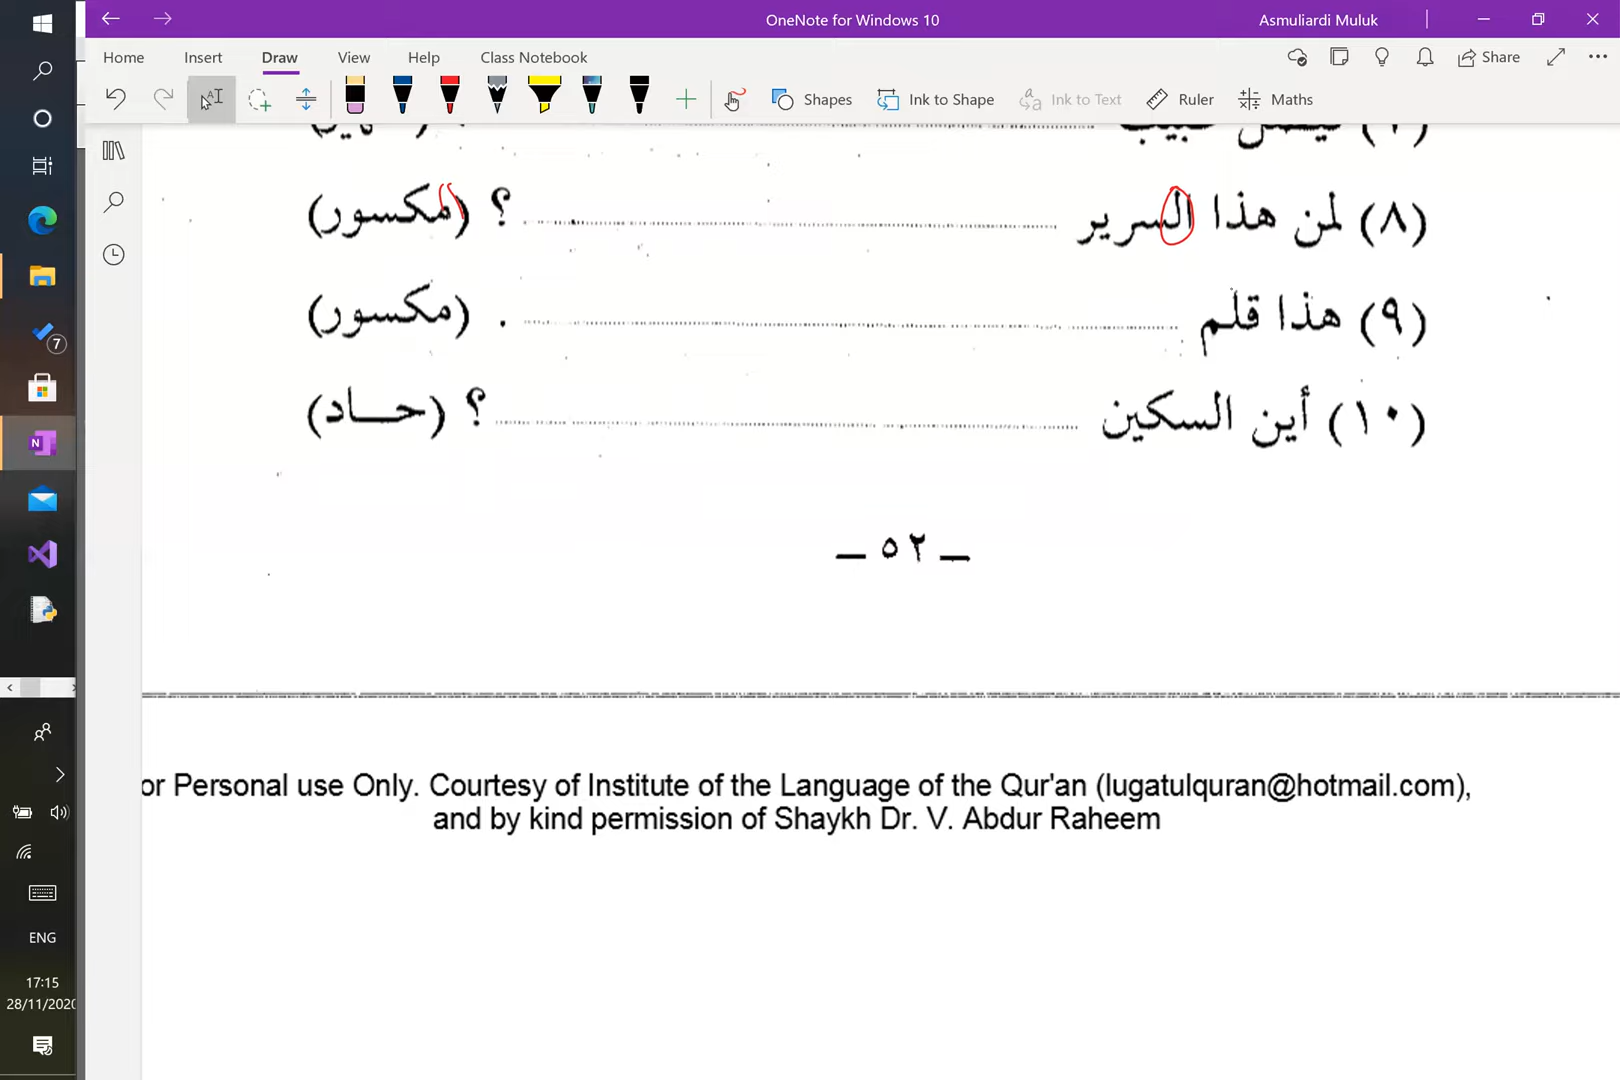 OneNote for Windows 10
Asmuliardi Muluk
Home Insert Draw View Help Class Notebook
Share
Shapes Ink to Shape Ink to Text Ruler Maths
(٨) لمن هذا السرير ............ ؟ (مكسور)
(٩) هذا قلم ............ . (مكسور)
(١٠) أين السكين ............ ؟ (حـاد)
— ٥٢ —
or Personal use Only. Courtesy of Institute of the Language of the Qur'an (lugatulquran@hotmail.com),
and by kind permission of Shaykh Dr. V. Abdur Raheem
7
ENG
17:15
28/11/2020